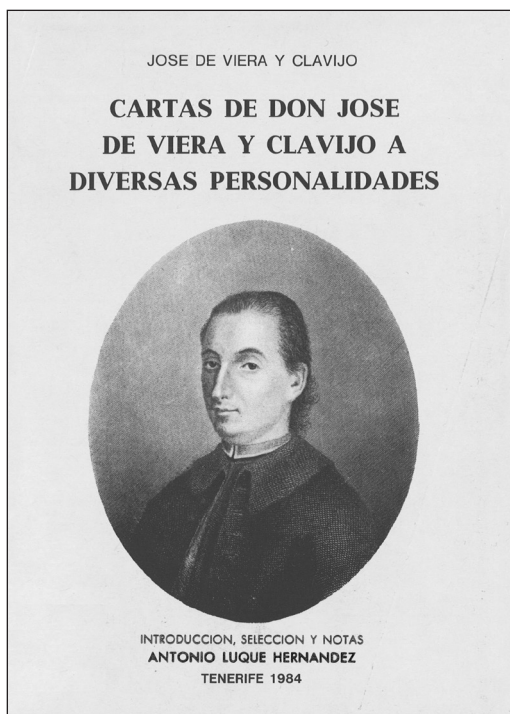 JOSE DE VIERA Y CLAVIJO
CARTAS DE DON JOSE
DE VIERA Y CLAVIJO A
DIVERSAS PERSONALIDADES
INTRODUCCION, SELECCION Y NOTAS
ANTONIO LUQUE HERNANDEZ
TENERIFE 1984